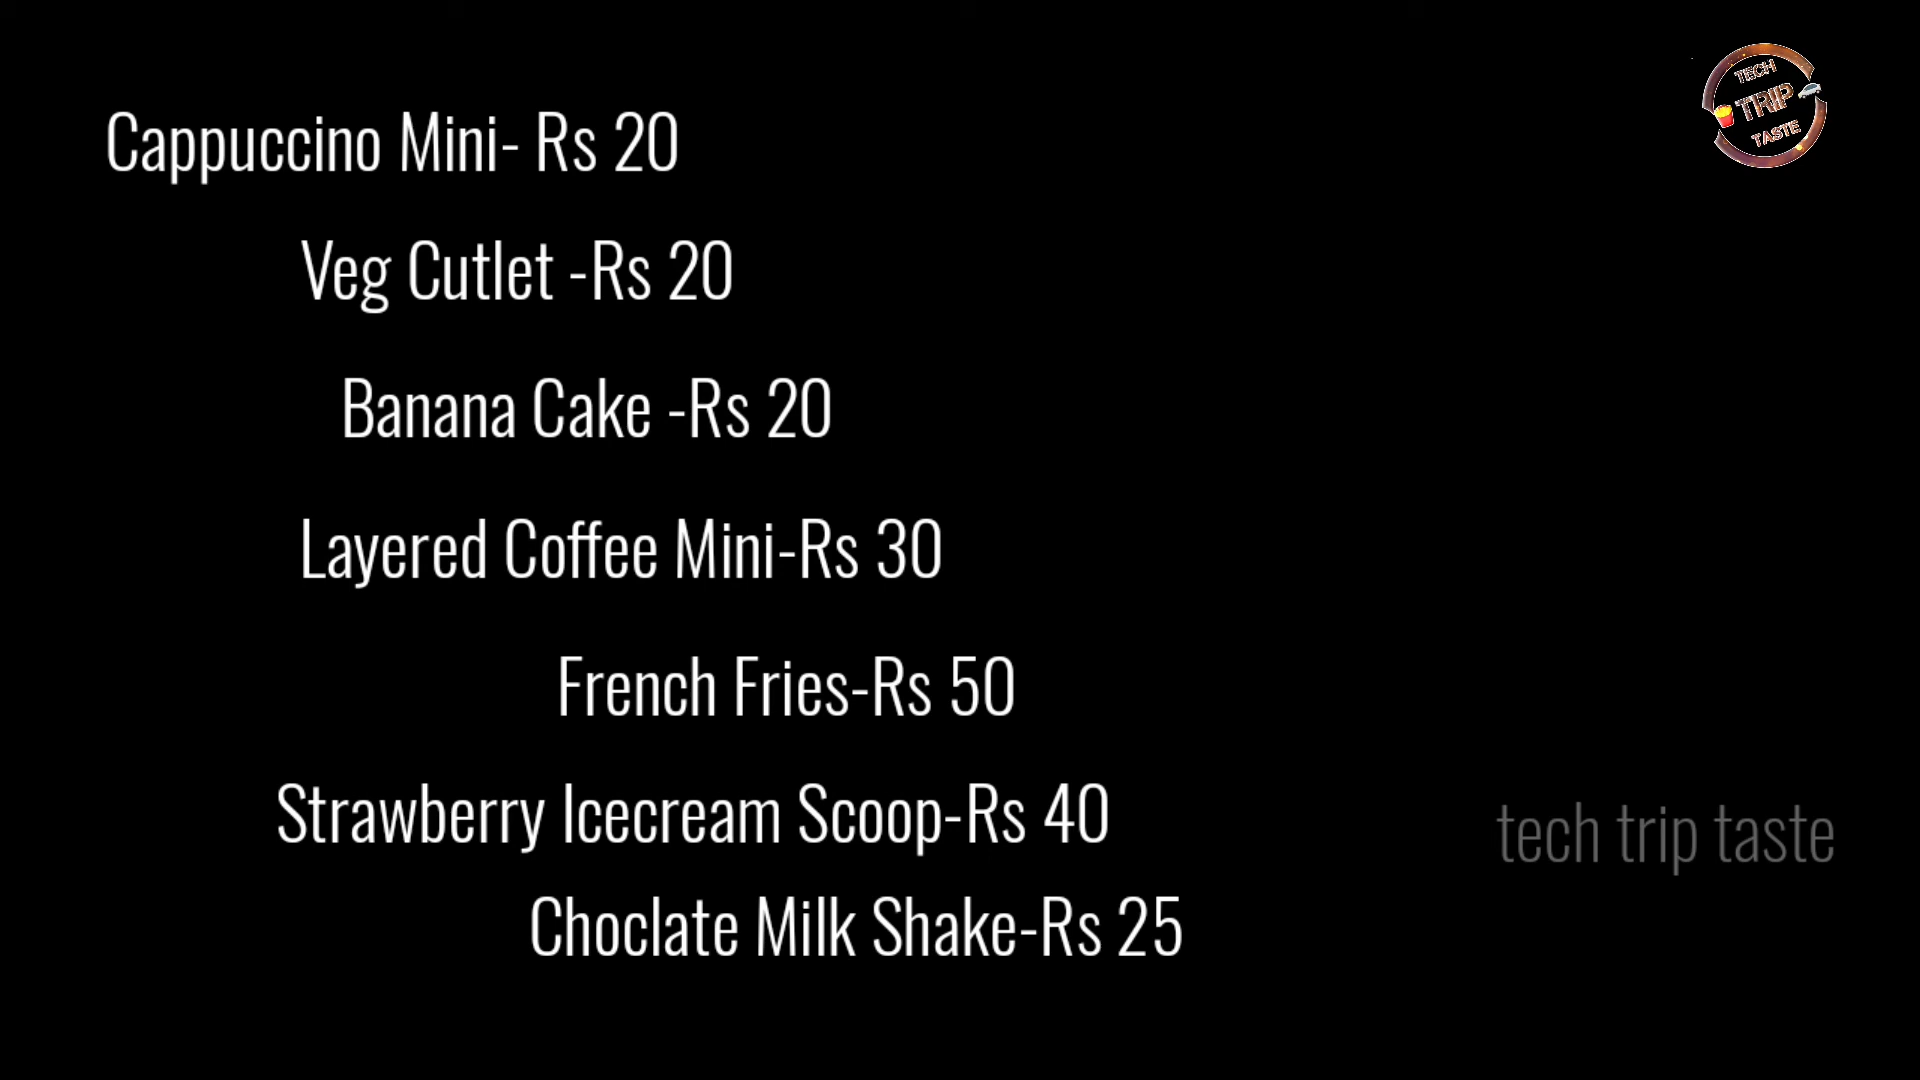 TECH
TRIP
TASTE
Cappuccino Mini- Rs 20
Veg Cutlet -Rs 20
Banana Cake -Rs 20
Layered Coffee Mini-Rs 30
French Fries-Rs 50
Strawberry Icecream Scoop-Rs 40
tech trip taste
Choclate Milk Shake-Rs 25